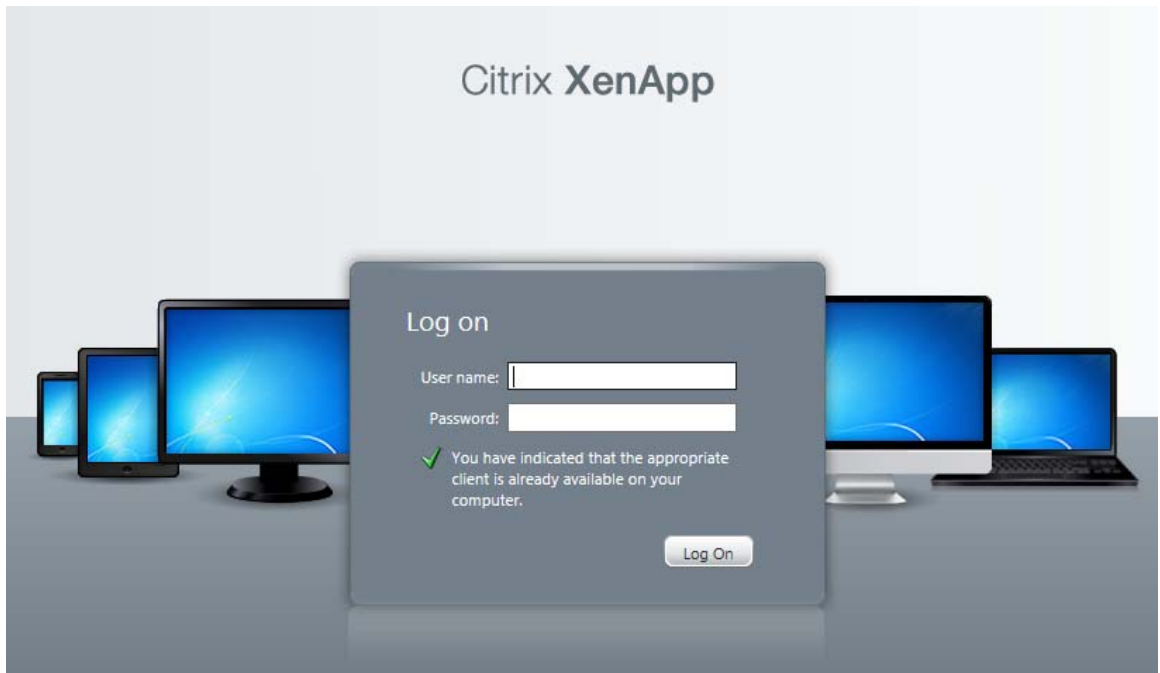 Citrix XenApp
Log on
User name:
Password:
You have indicated that the appropriate
client is already available on your
computer.
Log On